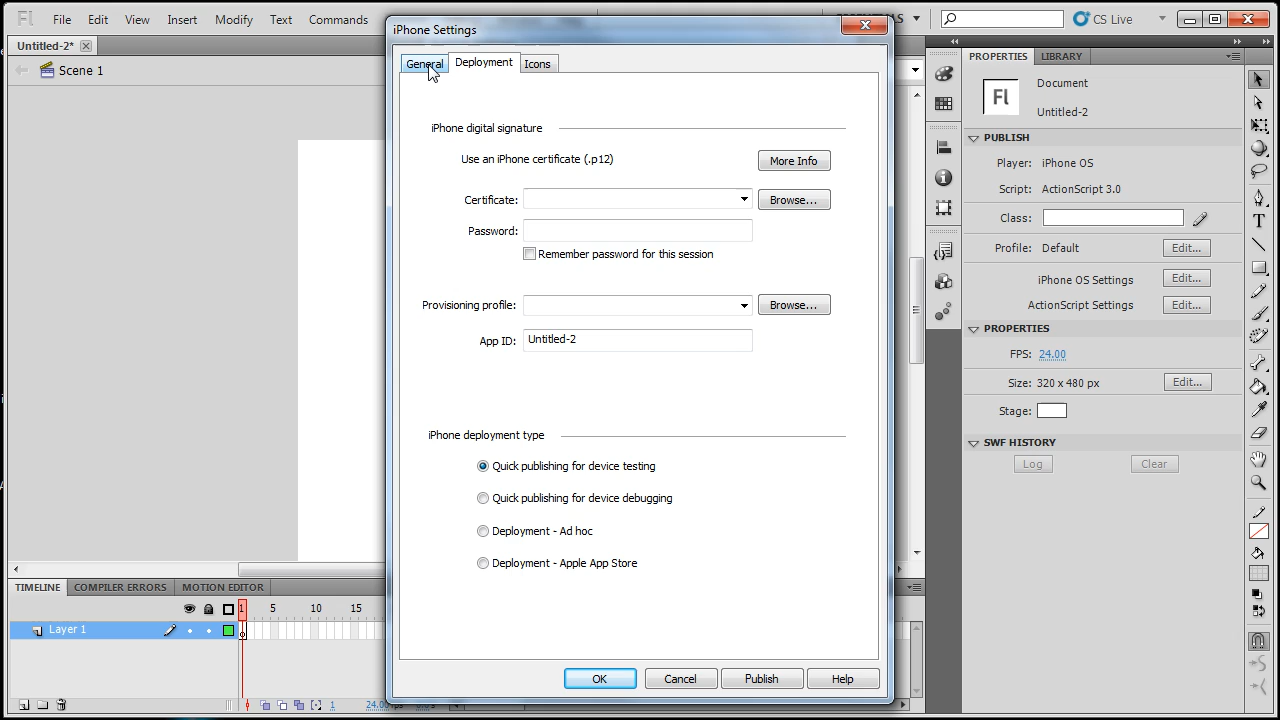 Fl File Edit View Insert Modify Text Commands
CS Live
iPhone Settings
Untitled-2*
Scene 1
General Deployment Icons
iPhone digital signature
Use an iPhone certificate (.p12) More Info
Certificate: Browse...
Password:
Remember password for this session
Provisioning profile: Browse...
App ID: Untitled-2
iPhone deployment type
Quick publishing for device testing
Quick publishing for device debugging
Deployment - Ad hoc
Deployment - Apple App Store
OK Cancel Publish Help
PROPERTIES LIBRARY
Fl Document
Untitled-2
PUBLISH
Player: iPhone OS
Script: ActionScript 3.0
Class:
Profile: Default Edit...
iPhone OS Settings Edit...
ActionScript Settings Edit...
PROPERTIES
FPS: 24.00
Size: 320 x 480 px Edit...
Stage:
SWF HISTORY
Log Clear
TIMELINE COMPILER ERRORS MOTION EDITOR
1 5 10 15
Layer 1
1